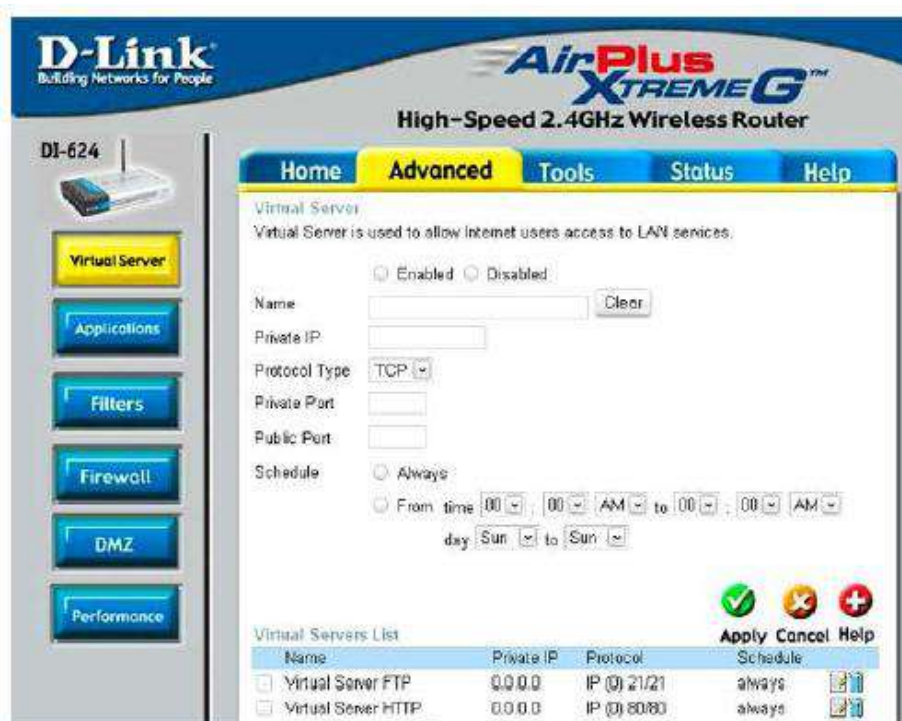 D-Link
Building Networks for People
AirPlus
XTREME G™
High-Speed 2.4GHz Wireless Router
DI-624
Home Advanced Tools Status Help
Virtual Server
Virtual Server is used to allow Internet users access to LAN services.
Virtual Server
Enabled Disabled
Name Clear
Applications
Private IP
Protocol Type TCP
Filters
Private Port
Public Port
Firewall
Schedule Always
From time 00 : 00 AM to 00 : 00 AM
day Sun to Sun
DMZ
Performance
Apply Cancel Help
Virtual Servers List
Name Private IP Protocol Schedule
Virtual Server FTP 0.0.0.0 IP (0) 21/21 always
Virtual Server HTTP 0.0.0.0 IP (0) 80/80 always